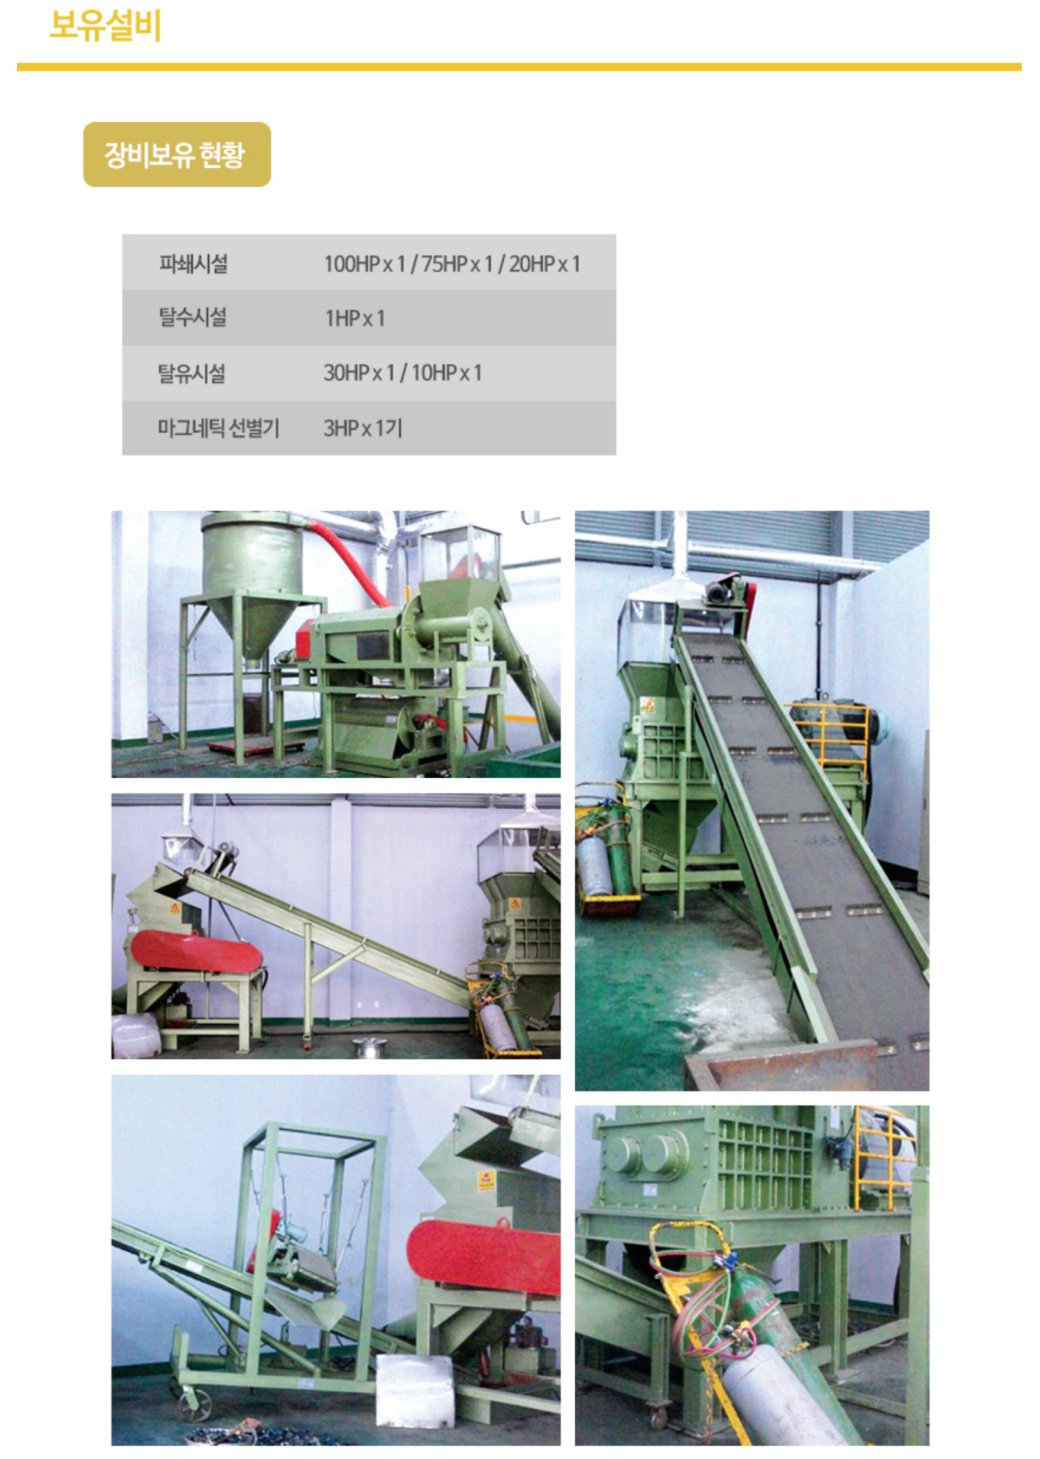 보유설비
장비보유 현황
파쇄시설 100HP x 1 / 75HP x 1 / 20HP x 1
탈수시설 1HP x 1
탈유시설 30HP x 1 / 10HP x 1
마그네틱 선별기 3HP x 1기